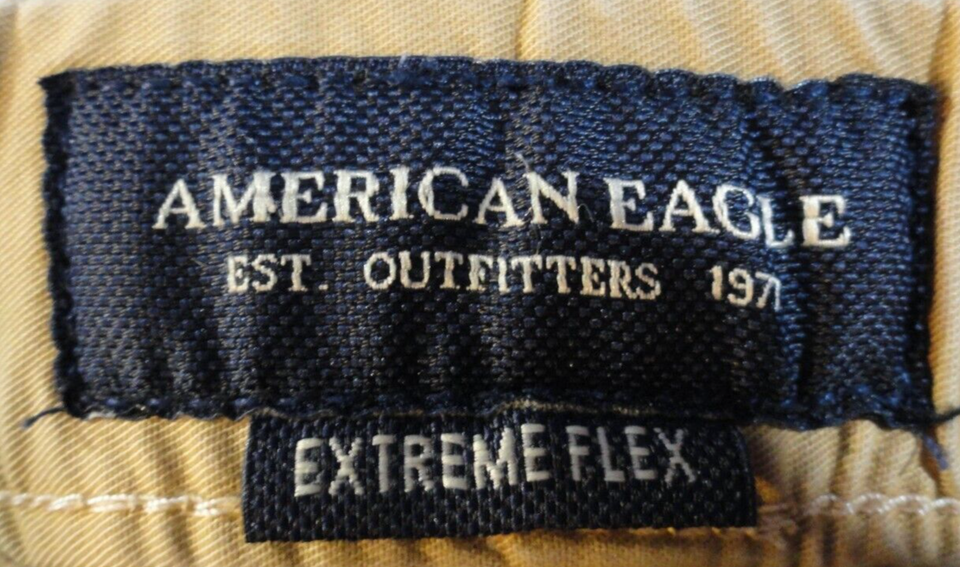 AMERICAN EAGLE
EST. OUTFITTERS 1977
EXTREME FLEX